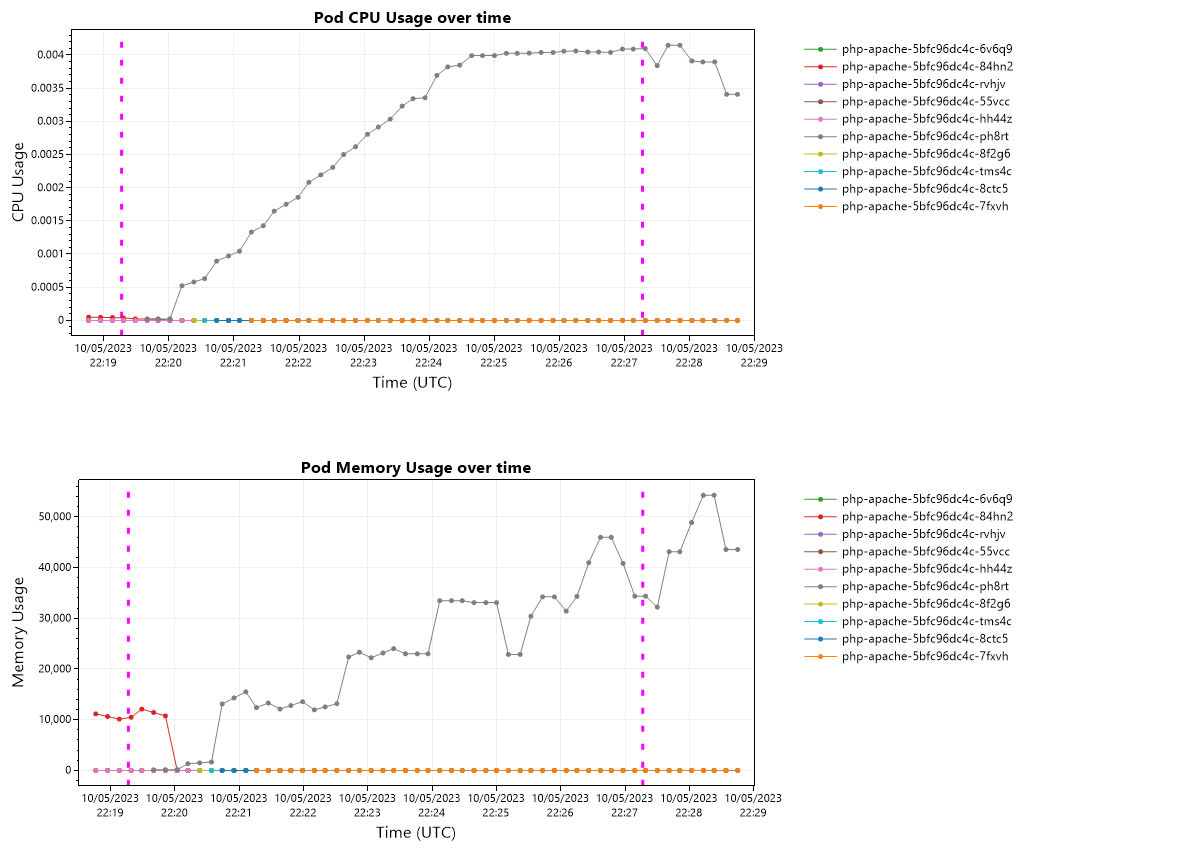 Pod CPU Usage over time
CPU Usage
0.004
0.0035
0.003
0.0025
0.002
0.0015
0.001
0.0005
0
10/05/2023 10/05/2023 10/05/2023 10/05/2023 10/05/2023 10/05/2023 10/05/2023 10/05/2023 10/05/2023 10/05/2023 10/05/2023
22:19 22:20 22:21 22:22 22:23 22:24 22:25 22:26 22:27 22:28 22:29
Time (UTC)
php-apache-5bfc96dc4c-6v6q9
php-apache-5bfc96dc4c-84hn2
php-apache-5bfc96dc4c-rvhjv
php-apache-5bfc96dc4c-55vcc
php-apache-5bfc96dc4c-hh44z
php-apache-5bfc96dc4c-ph8rt
php-apache-5bfc96dc4c-8f2g6
php-apache-5bfc96dc4c-tms4c
php-apache-5bfc96dc4c-8ctc5
php-apache-5bfc96dc4c-7fxvh
Pod Memory Usage over time
Memory Usage
50,000
40,000
30,000
20,000
10,000
0
10/05/2023 10/05/2023 10/05/2023 10/05/2023 10/05/2023 10/05/2023 10/05/2023 10/05/2023 10/05/2023 10/05/2023 10/05/2023
22:19 22:20 22:21 22:22 22:23 22:24 22:25 22:26 22:27 22:28 22:29
Time (UTC)
php-apache-5bfc96dc4c-6v6q9
php-apache-5bfc96dc4c-84hn2
php-apache-5bfc96dc4c-rvhjv
php-apache-5bfc96dc4c-55vcc
php-apache-5bfc96dc4c-hh44z
php-apache-5bfc96dc4c-ph8rt
php-apache-5bfc96dc4c-8f2g6
php-apache-5bfc96dc4c-tms4c
php-apache-5bfc96dc4c-8ctc5
php-apache-5bfc96dc4c-7fxvh